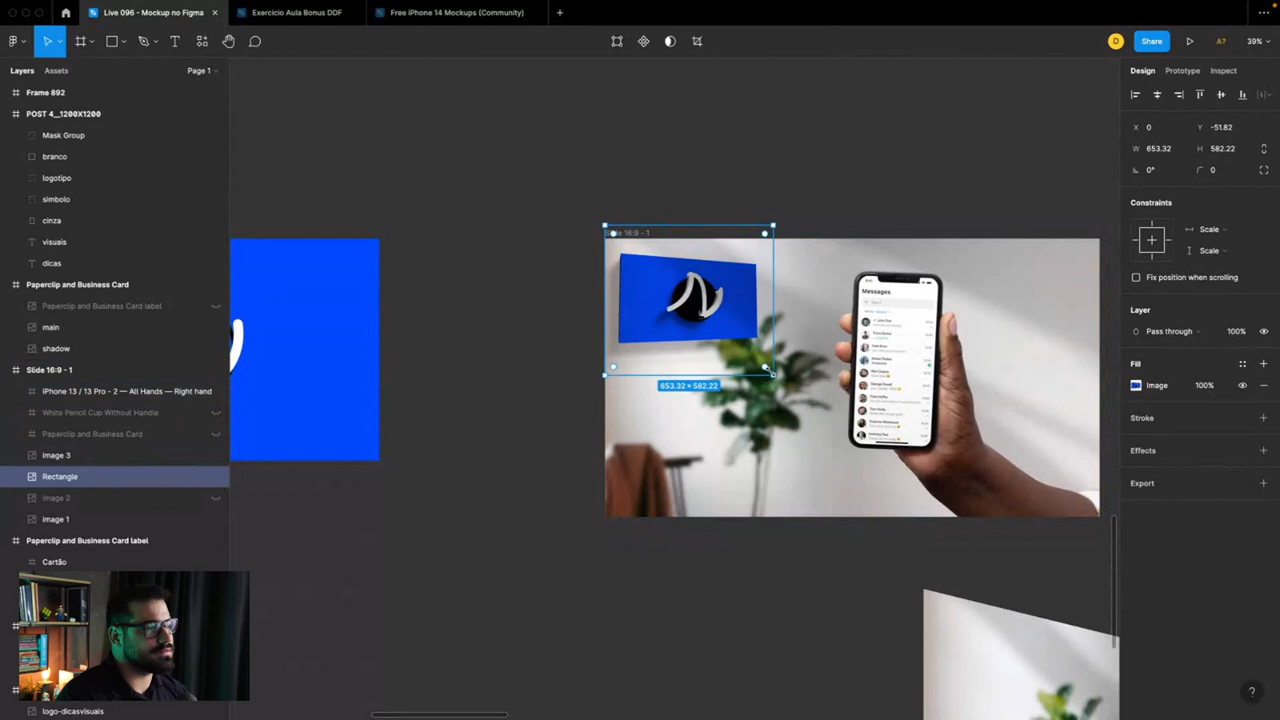 Live 096 - Mockup no Figma
Exercicio Aula Bonus DDF
Free iPhone 14 Mockups (Community)
D
Share
A?
39%
Layers
Assets
Page 1
Design
Prototype
Inspect
Frame 892
POST 4__1200X1200
Mask Group
branco
logotipo
simbolo
cinza
visuais
dicas
Paperclip and Business Card
Paperclip and Business Card label
main
shadow
Slide 16:9 - 1
iPhone 13 / 13 Pro - 2 — All Hands — Right hand
White Pencil Cup Without Handle
Paperclip and Business Card
image 3
Rectangle
image 2
image 1
Paperclip and Business Card label
Cartão
logo-dicasvisuais
Slide 16:9 - 1
653.32 × 582.22
Messages
X 0
Y -51.82
W 653.32
H 582.22
0°
0
Constraints
Scale
Scale
Fix position when scrolling
Layer
Pass through
100%
Fill
Image
100%
Stroke
Effects
Export
?